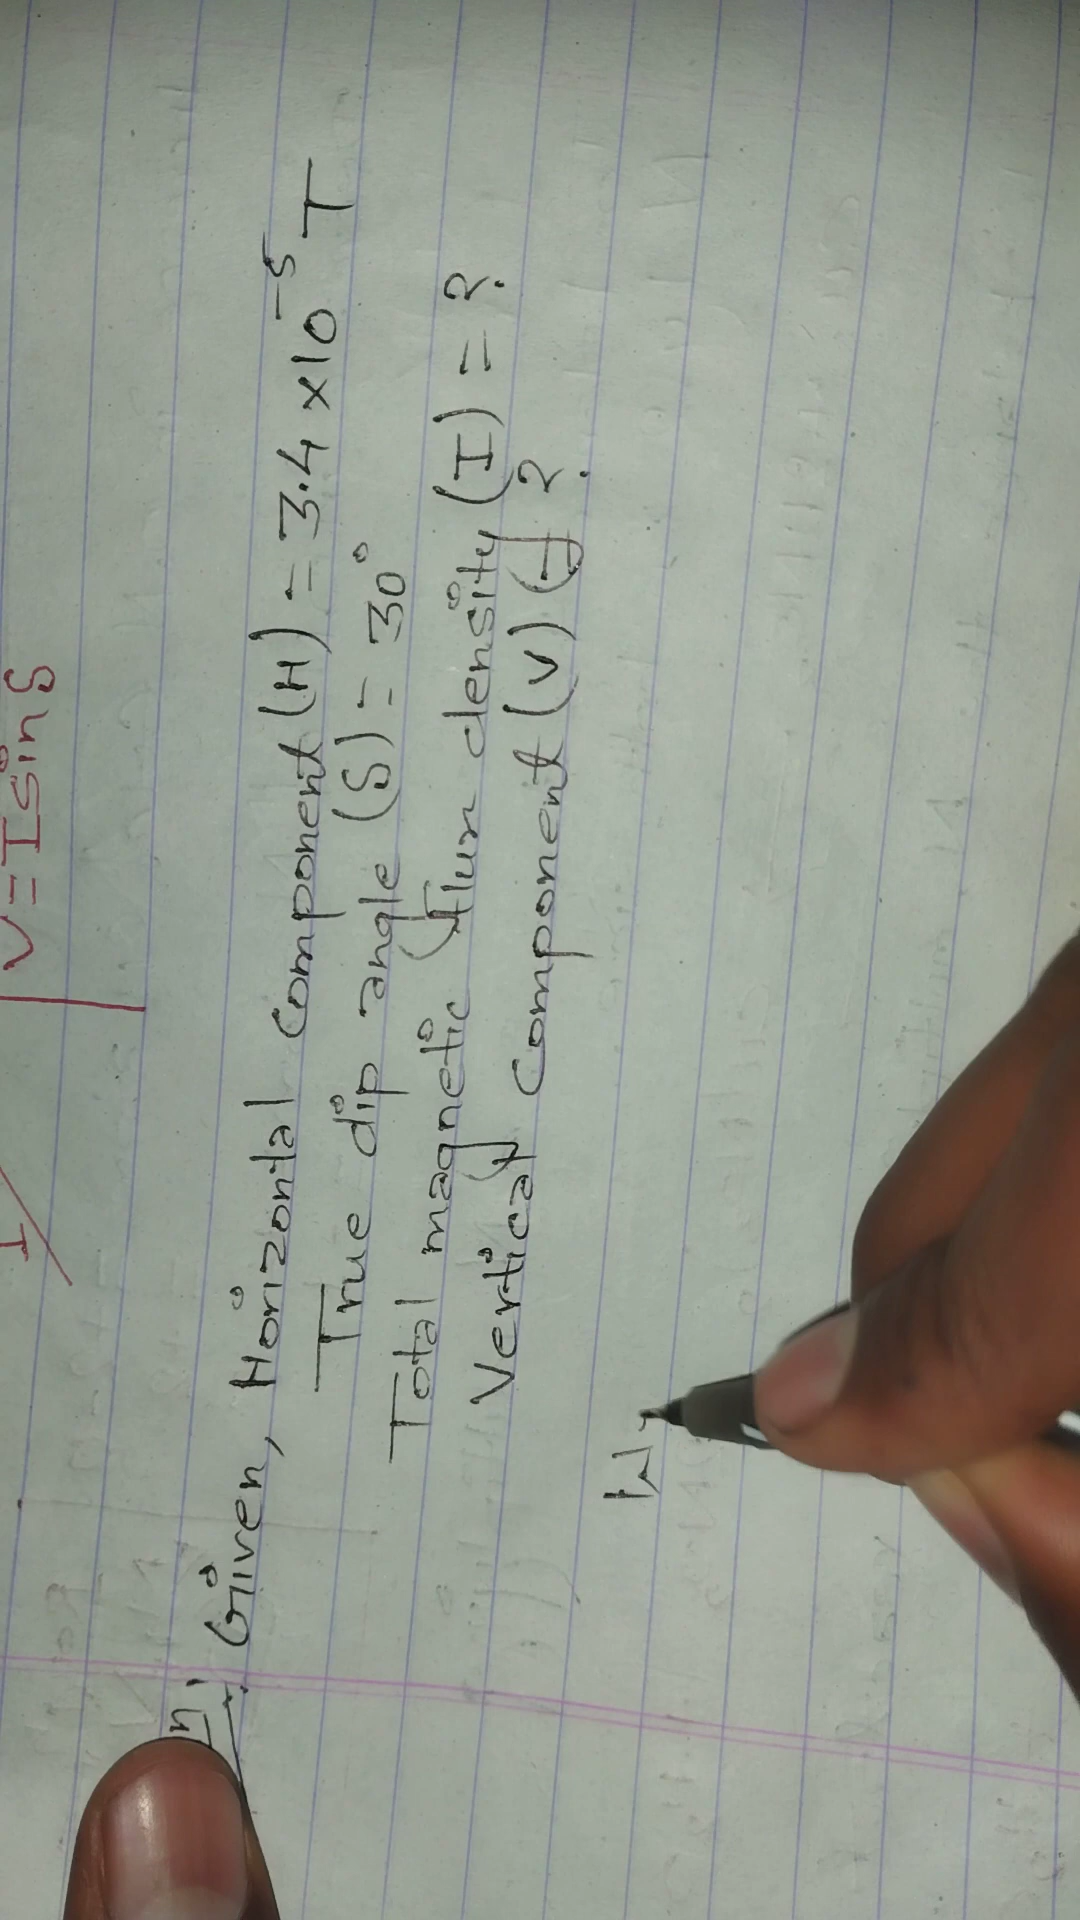 I
V=Isinδ
n, Given, Horizontal Component (H) = 3.4 ×10⁻⁵ T
True dip angle (δ) = 30°
Total magnetic flux density (I) = ?
Vertical Component (V) = ?